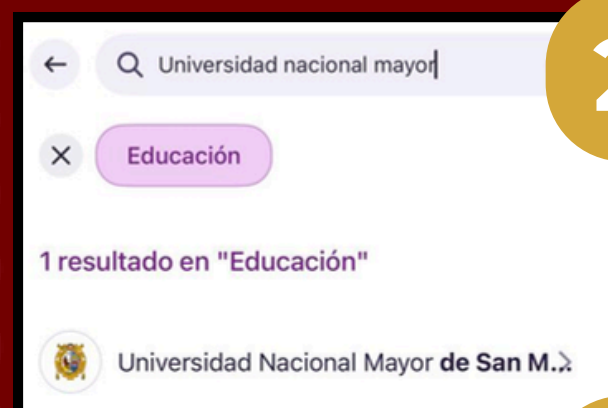 Universidad nacional mayor
Educación
1 resultado en "Educación"
Universidad Nacional Mayor de San M..